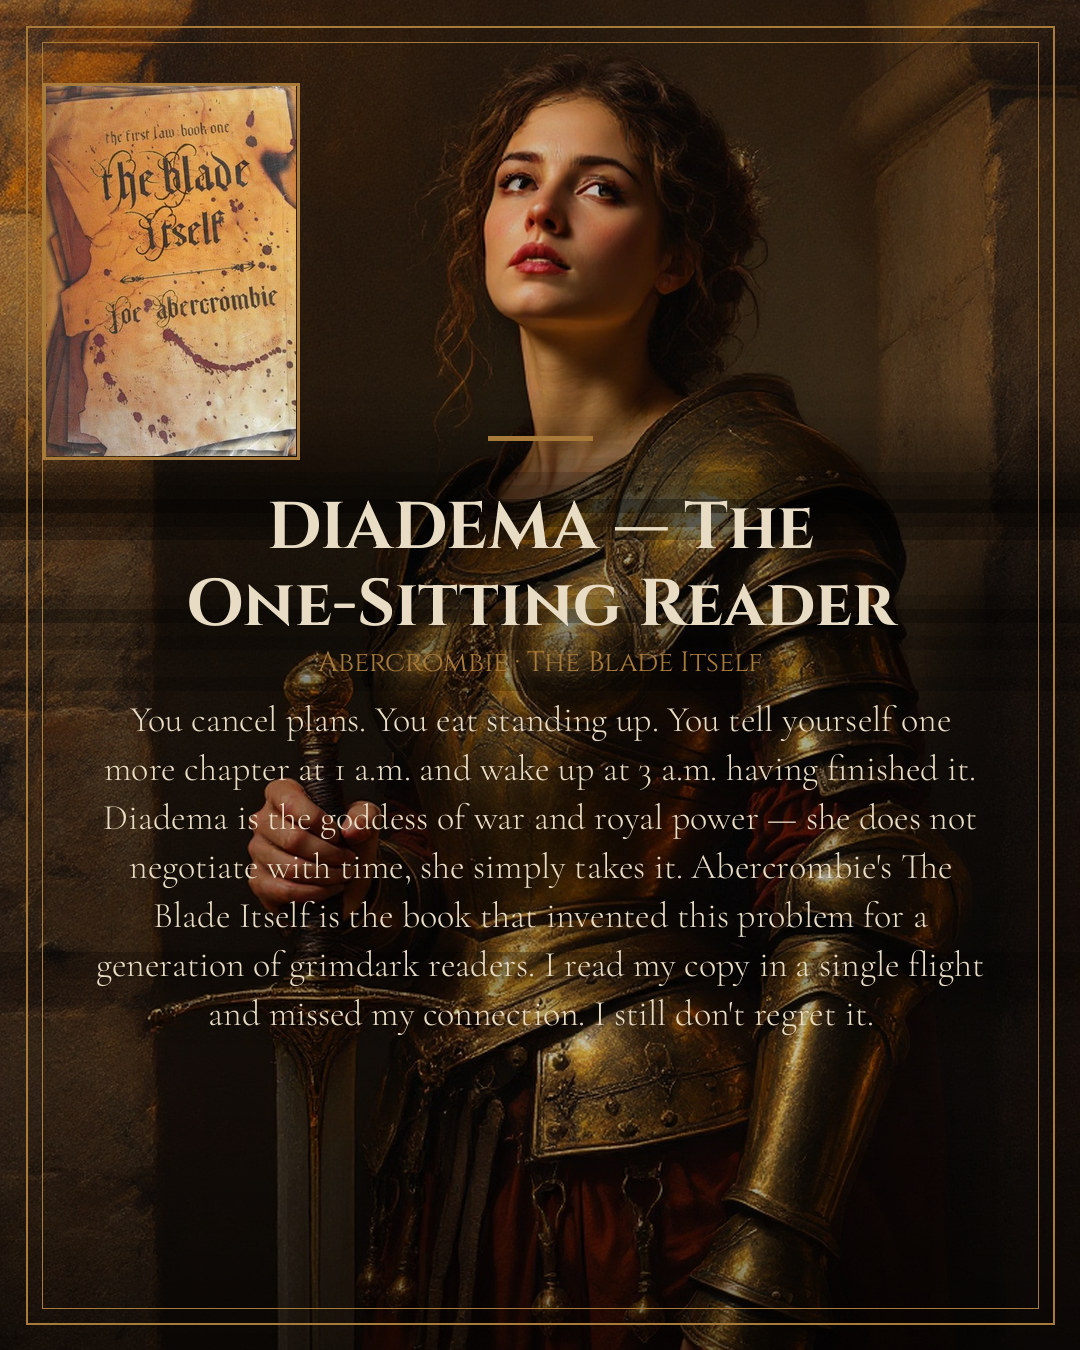 the first law: book one
the blade
itself
joe abercrombie
DIADEMA — THE
ONE-SITTING READER
ABERCROMBIE · THE BLADE ITSELF
You cancel plans. You eat standing up. You tell yourself one
more chapter at 1 a.m. and wake up at 3 a.m. having finished it.
Diadema is the goddess of war and royal power — she does not
negotiate with time, she simply takes it. Abercrombie's The
Blade Itself is the book that invented this problem for a
generation of grimdark readers. I read my copy in a single flight
and missed my connection. I still don't regret it.